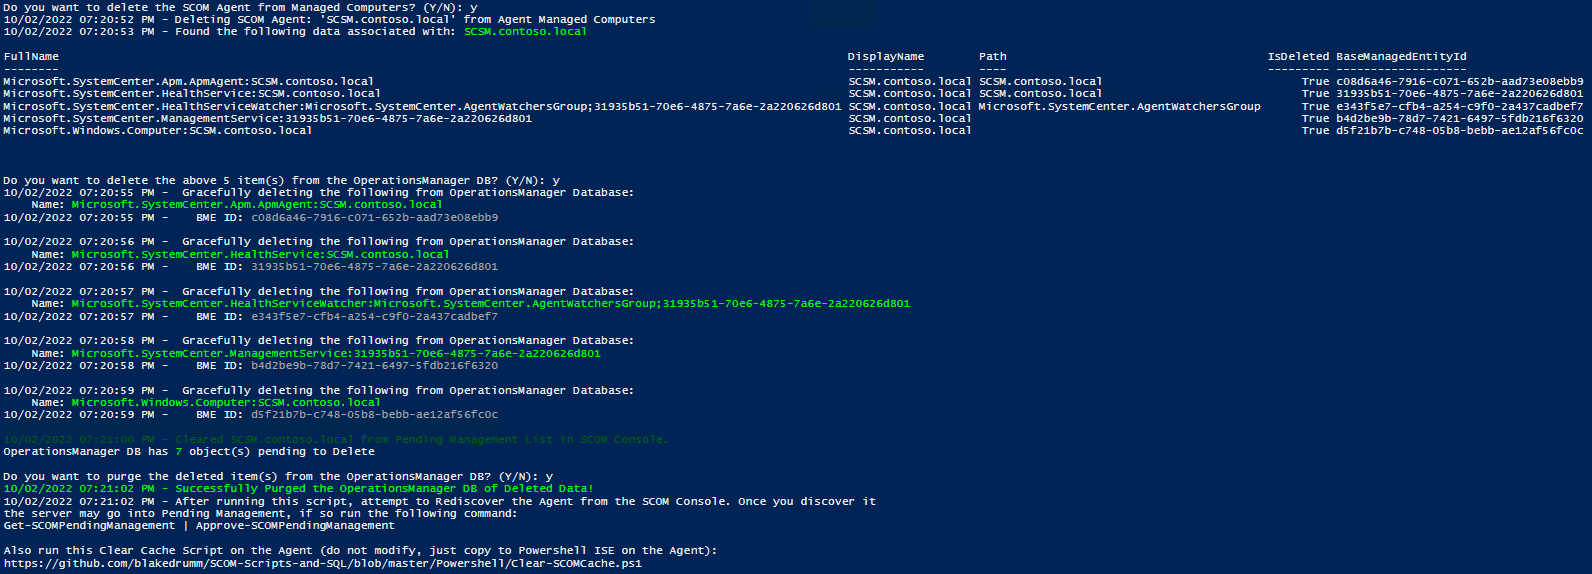 Do you want to delete the SCOM Agent from Managed Computers? (Y/N): y
10/02/2022 07:20:52 PM - Deleting SCOM Agent: 'SCSM.contoso.local' from Agent Managed Computers
10/02/2022 07:20:53 PM - Found the following data associated with: SCSM.contoso.local
FullName DisplayName Path IsDeleted BaseManagedEntityId
-------- ----------- ---- --------- -------------------
Microsoft.SystemCenter.Apm.ApmAgent:SCSM.contoso.local SCSM.contoso.local SCSM.contoso.local True c08d6a46-7916-c071-652b-aad73e08ebb9
Microsoft.SystemCenter.HealthService:SCSM.contoso.local SCSM.contoso.local SCSM.contoso.local True 31935b51-70e6-4875-7a6e-2a220626d801
Microsoft.SystemCenter.HealthServiceWatcher:Microsoft.SystemCenter.AgentWatchersGroup;31935b51-70e6-4875-7a6e-2a220626d801 SCSM.contoso.local Microsoft.SystemCenter.AgentWatchersGroup True e343f5e7-cfb4-a254-c9f0-2a437cadbef7
Microsoft.SystemCenter.ManagementService:31935b51-70e6-4875-7a6e-2a220626d801 SCSM.contoso.local True b4d2be9b-78d7-7421-6497-5fdb216f6320
Microsoft.Windows.Computer:SCSM.contoso.local SCSM.contoso.local True d5f21b7b-c748-05b8-bebb-ae12af56fc0c
Do you want to delete the above 5 item(s) from the OperationsManager DB? (Y/N): y
10/02/2022 07:20:55 PM - Gracefully deleting the following from OperationsManager Database:
Name: Microsoft.SystemCenter.Apm.ApmAgent:SCSM.contoso.local
10/02/2022 07:20:55 PM - BME ID: c08d6a46-7916-c071-652b-aad73e08ebb9
10/02/2022 07:20:56 PM - Gracefully deleting the following from OperationsManager Database:
Name: Microsoft.SystemCenter.HealthService:SCSM.contoso.local
10/02/2022 07:20:56 PM - BME ID: 31935b51-70e6-4875-7a6e-2a220626d801
10/02/2022 07:20:57 PM - Gracefully deleting the following from OperationsManager Database:
Name: Microsoft.SystemCenter.HealthServiceWatcher:Microsoft.SystemCenter.AgentWatchersGroup;31935b51-70e6-4875-7a6e-2a220626d801
10/02/2022 07:20:57 PM - BME ID: e343f5e7-cfb4-a254-c9f0-2a437cadbef7
10/02/2022 07:20:58 PM - Gracefully deleting the following from OperationsManager Database:
Name: Microsoft.SystemCenter.ManagementService:31935b51-70e6-4875-7a6e-2a220626d801
10/02/2022 07:20:58 PM - BME ID: b4d2be9b-78d7-7421-6497-5fdb216f6320
10/02/2022 07:20:59 PM - Gracefully deleting the following from OperationsManager Database:
Name: Microsoft.Windows.Computer:SCSM.contoso.local
10/02/2022 07:20:59 PM - BME ID: d5f21b7b-c748-05b8-bebb-ae12af56fc0c
10/02/2022 07:21:00 PM - Cleared SCSM.contoso.local from Pending Management List in SCOM Console.
OperationsManager DB has 7 object(s) pending to Delete
Do you want to purge the deleted item(s) from the OperationsManager DB? (Y/N): y
10/02/2022 07:21:02 PM - Successfully Purged the OperationsManager DB of Deleted Data!
10/02/2022 07:21:02 PM - After running this script, attempt to Rediscover the Agent from the SCOM Console. Once you discover it
the server may go into Pending Management, if so run the following command:
Get-SCOMPendingManagement | Approve-SCOMPendingManagement
Also run this Clear Cache Script on the Agent (do not modify, just copy to Powershell ISE on the Agent):
https://github.com/blakedrumm/SCOM-Scripts-and-SQL/blob/master/Powershell/Clear-SCOMCache.ps1